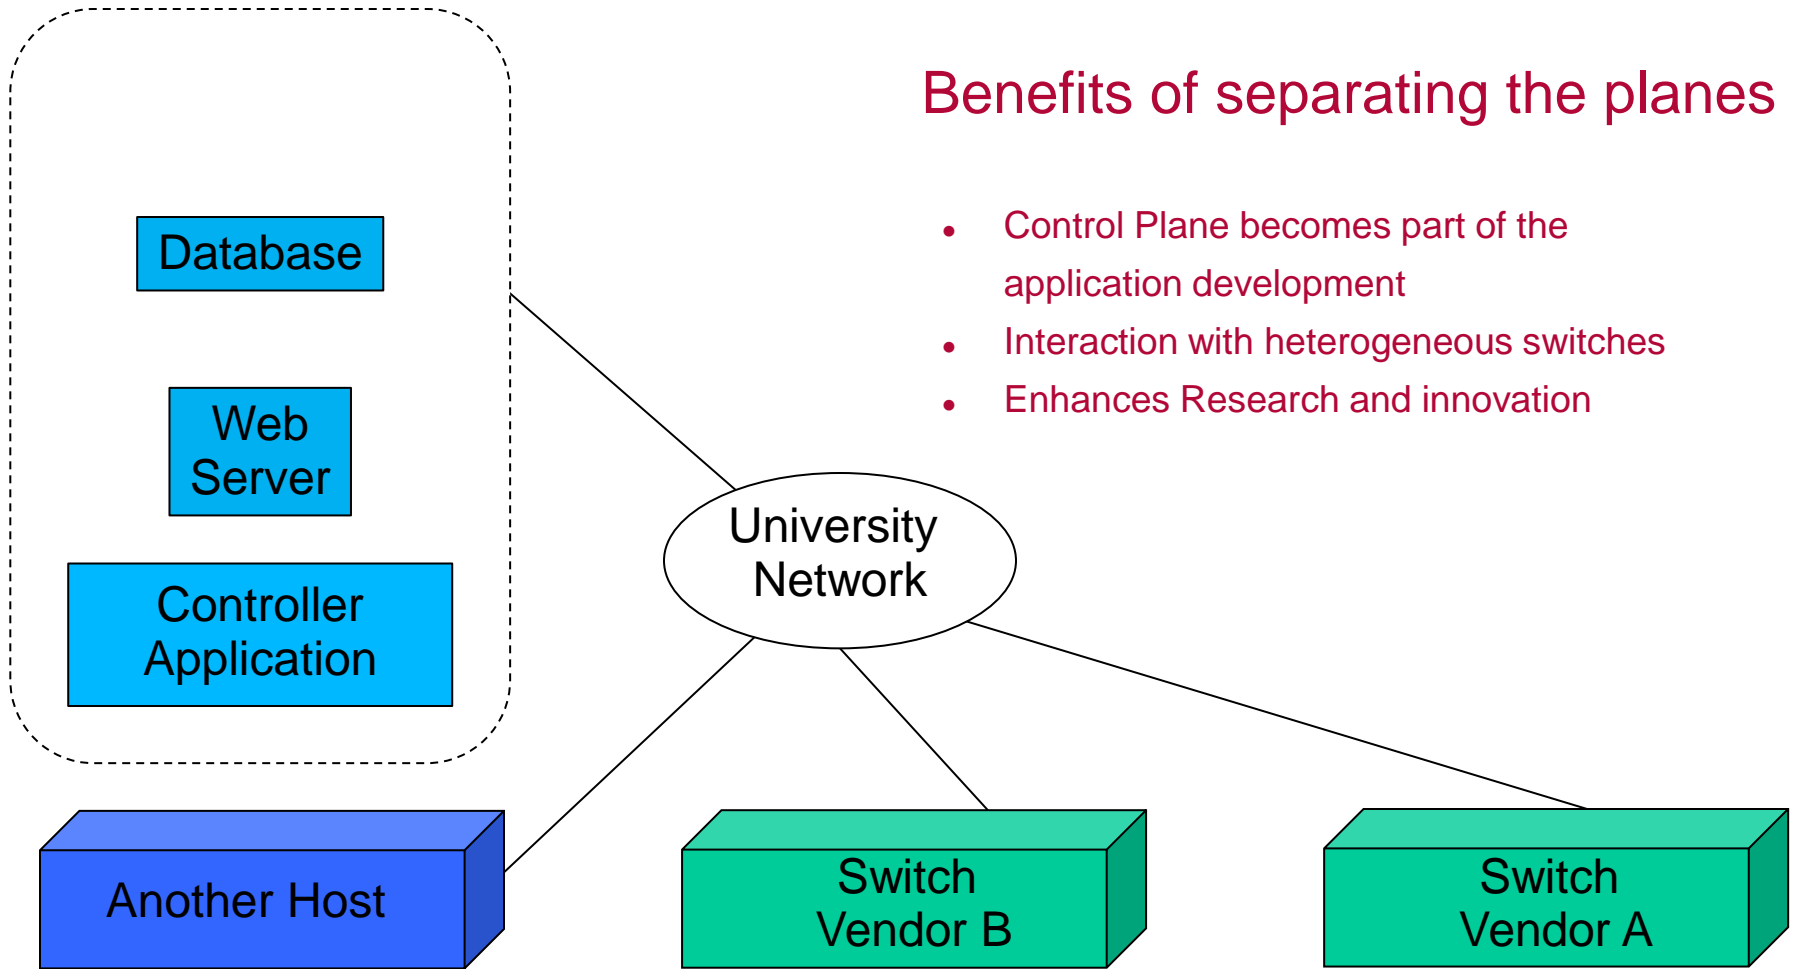 Benefits of separating the planes
● Control Plane becomes part of the
application development
● Interaction with heterogeneous switches
● Enhances Research and innovation
Database
Web
Server
Controller
Application
University
Network
Another Host
Switch
Vendor B
Switch
Vendor A